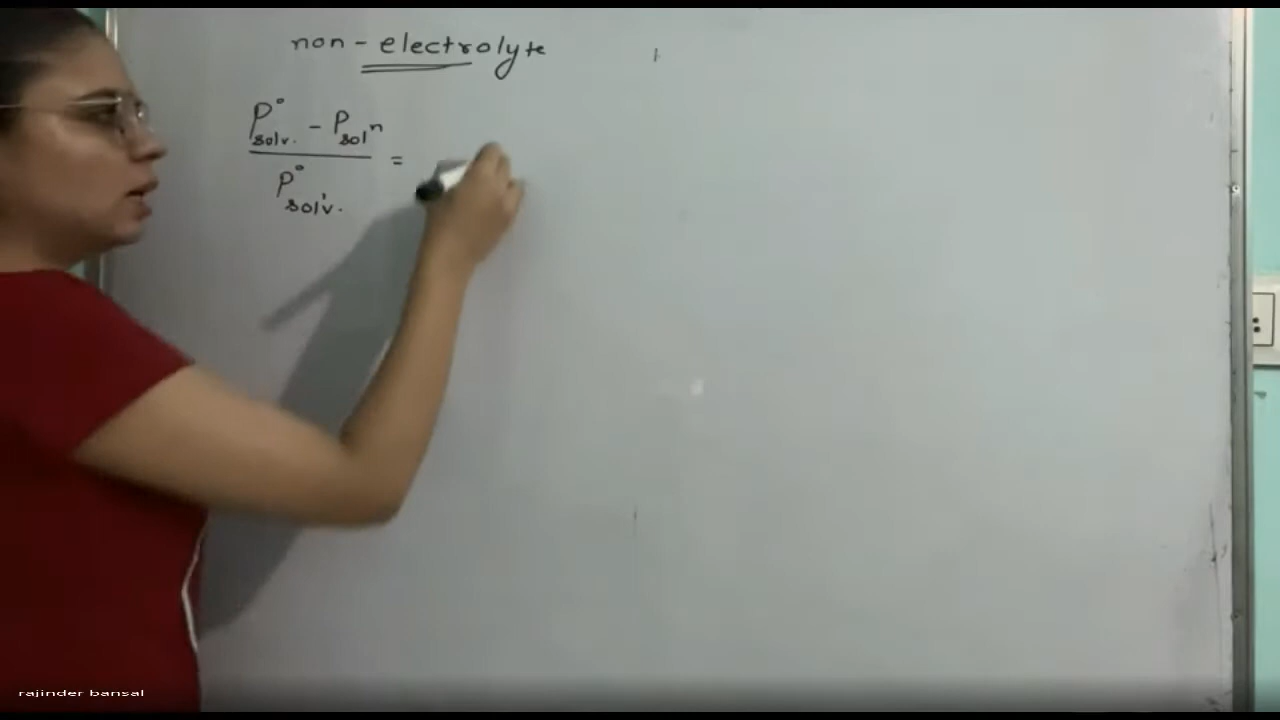 non-electrolyte
P°solv. - Psolⁿ =
P°solv.
rajinder bansal